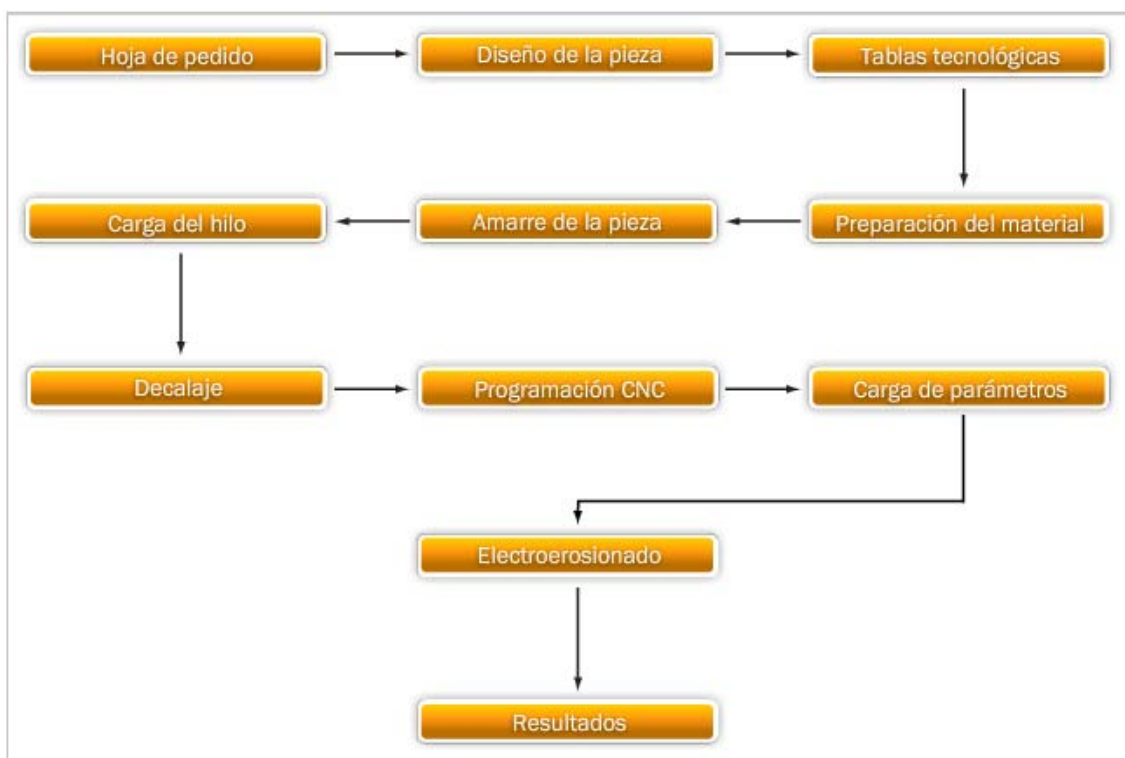 Hoja de pedido
Diseño de la pieza
Tablas tecnológicas
Preparación del material
Amarre de la pieza
Carga del hilo
Decalaje
Programación CNC
Carga de parámetros
Electroerosionado
Resultados